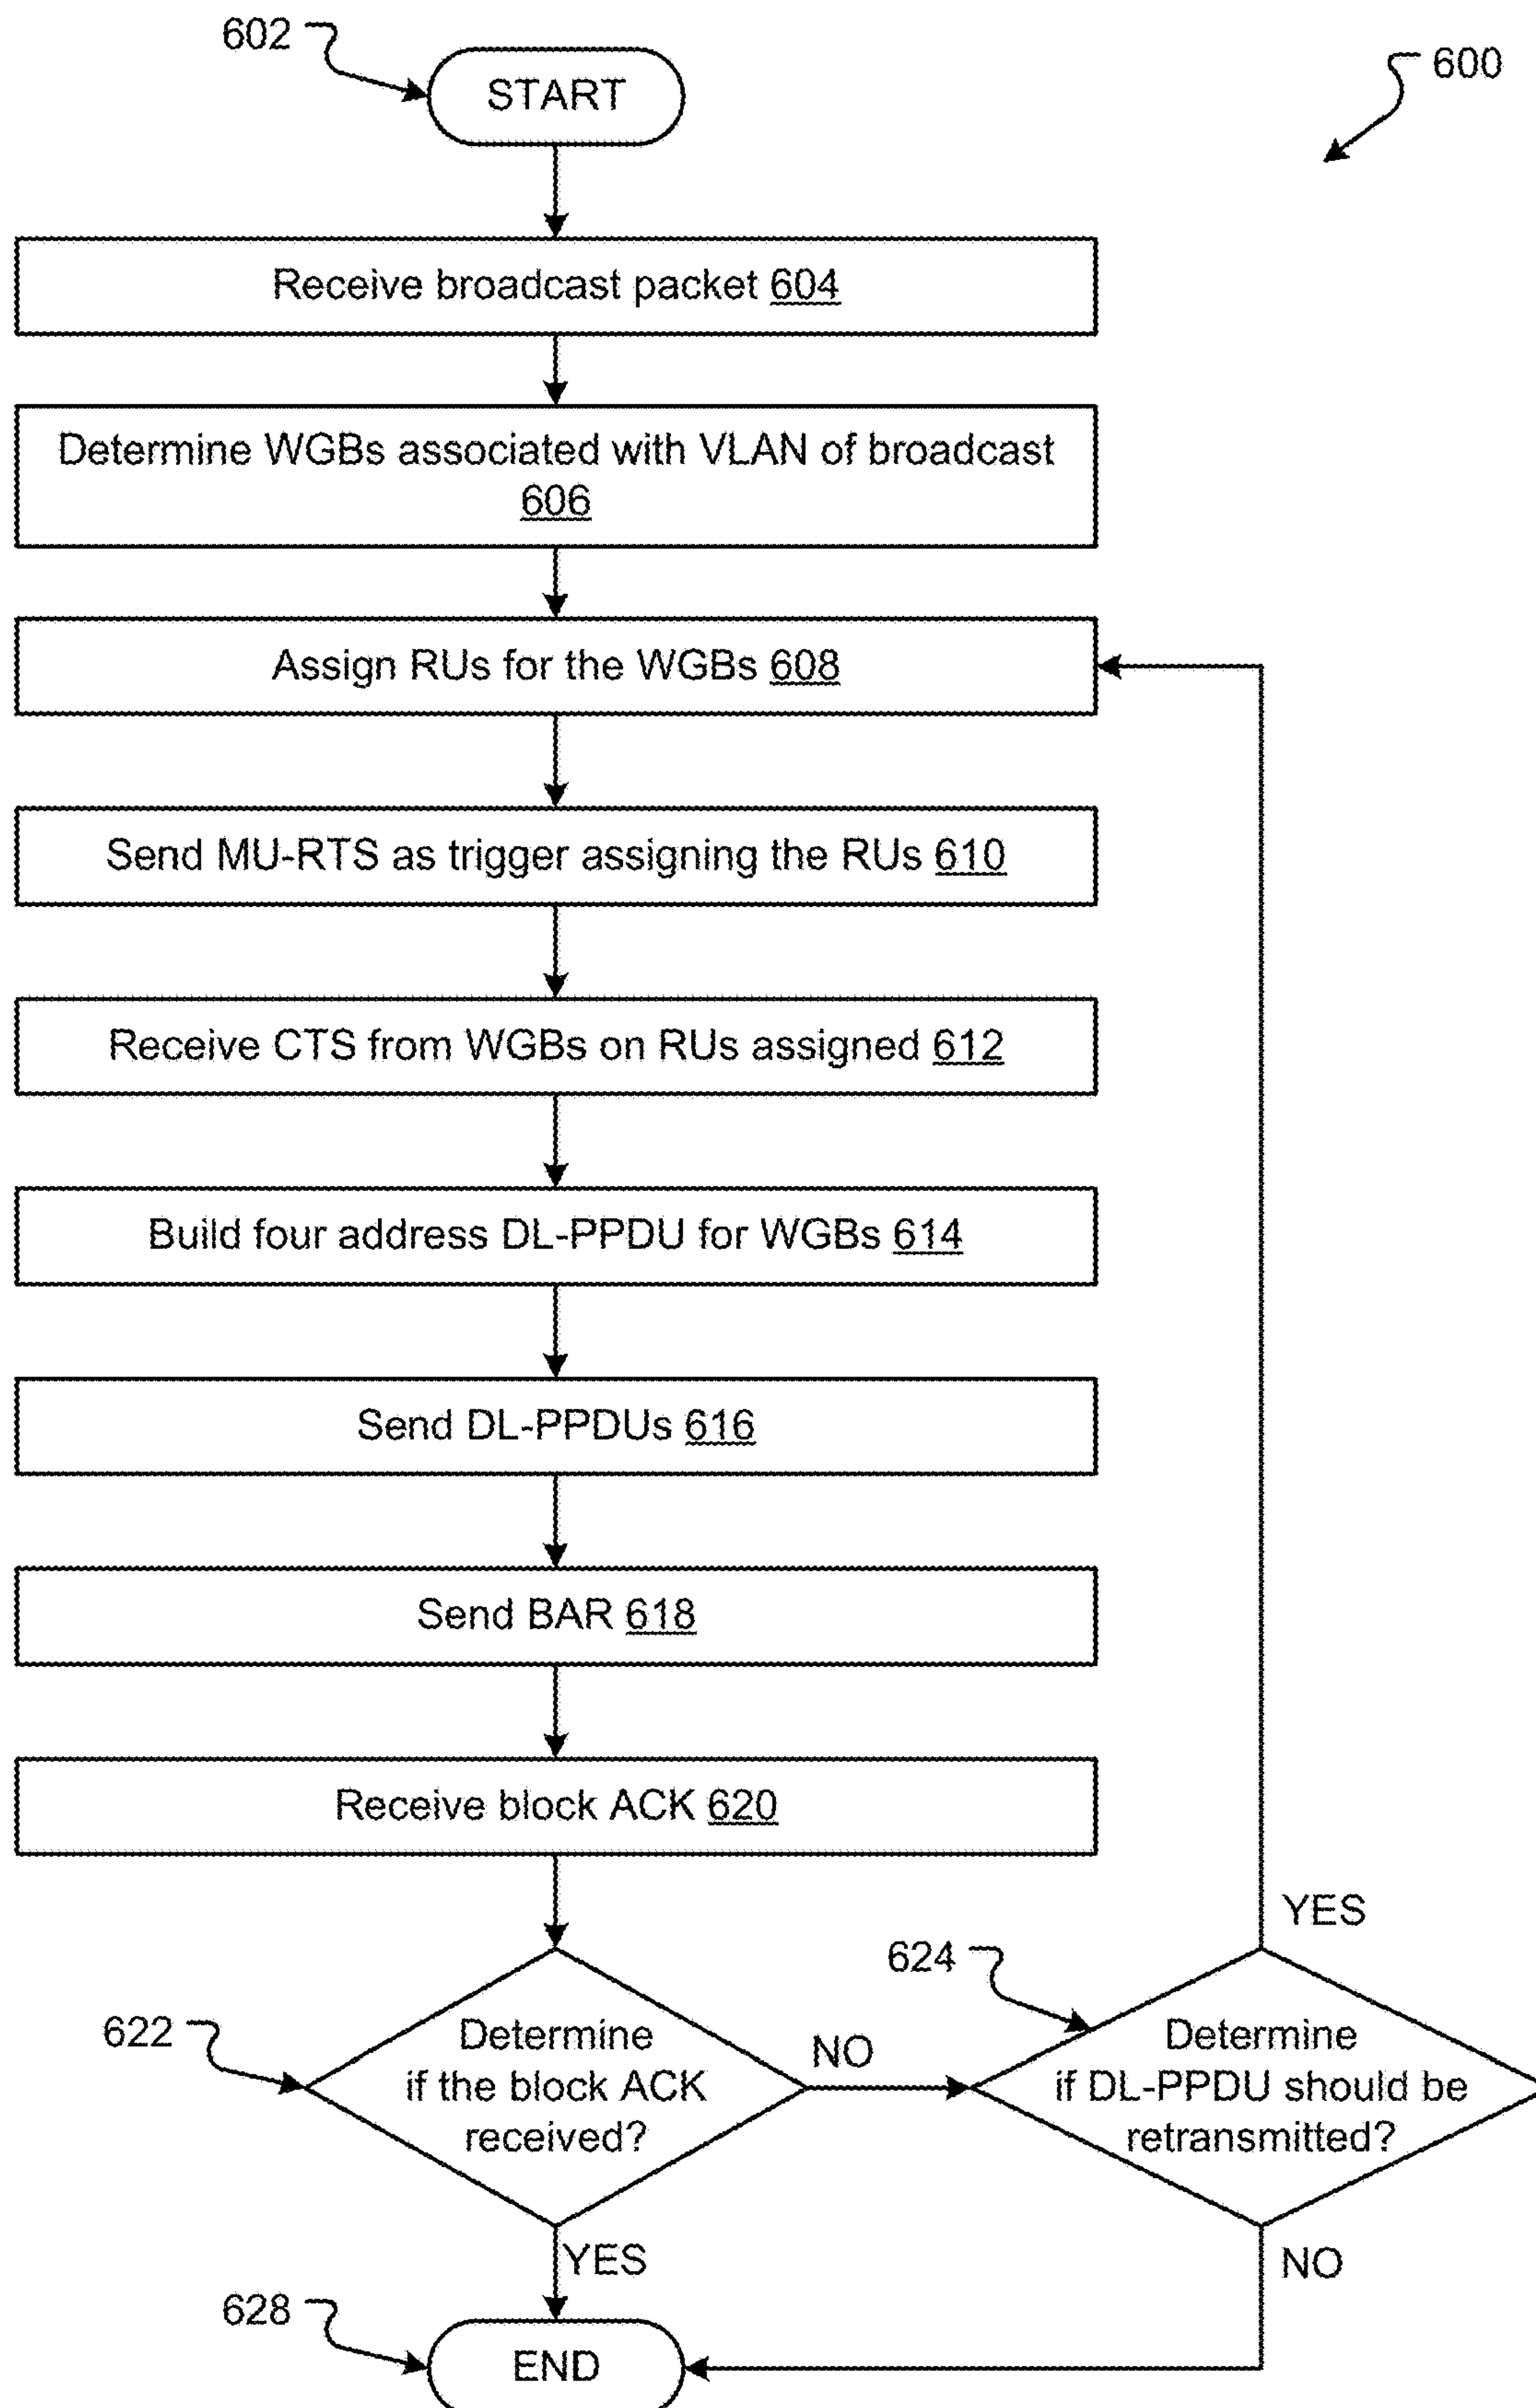 602
START
600
Receive broadcast packet 604
Determine WGBs associated with VLAN of broadcast
606
Assign RUs for the WGBs 608
Send MU-RTS as trigger assigning the RUs 610
Receive CTS from WGBs on RUs assigned 612
Build four address DL-PPDU for WGBs 614
Send DL-PPDUs 616
Send BAR 618
Receive block ACK 620
622
Determine
if the block ACK
received?
NO
YES
624
Determine
if DL-PPDU should be
retransmitted?
YES
NO
628
END